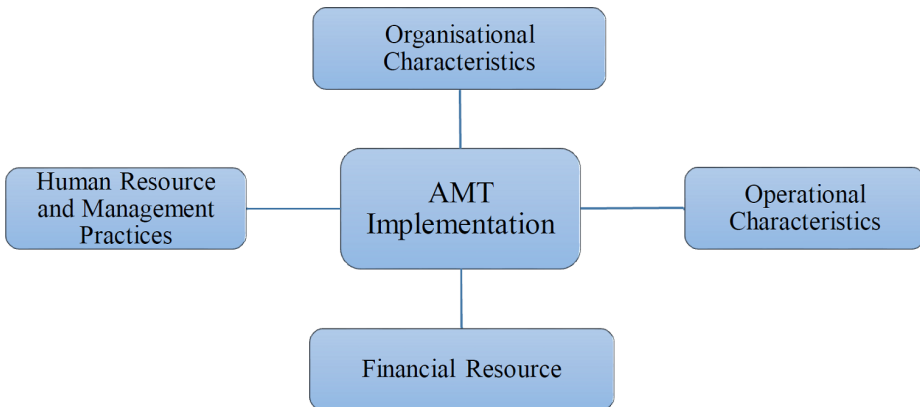 Organisational
Characteristics
Human Resource
and Management
Practices
AMT
Implementation
Operational
Characteristics
Financial Resource